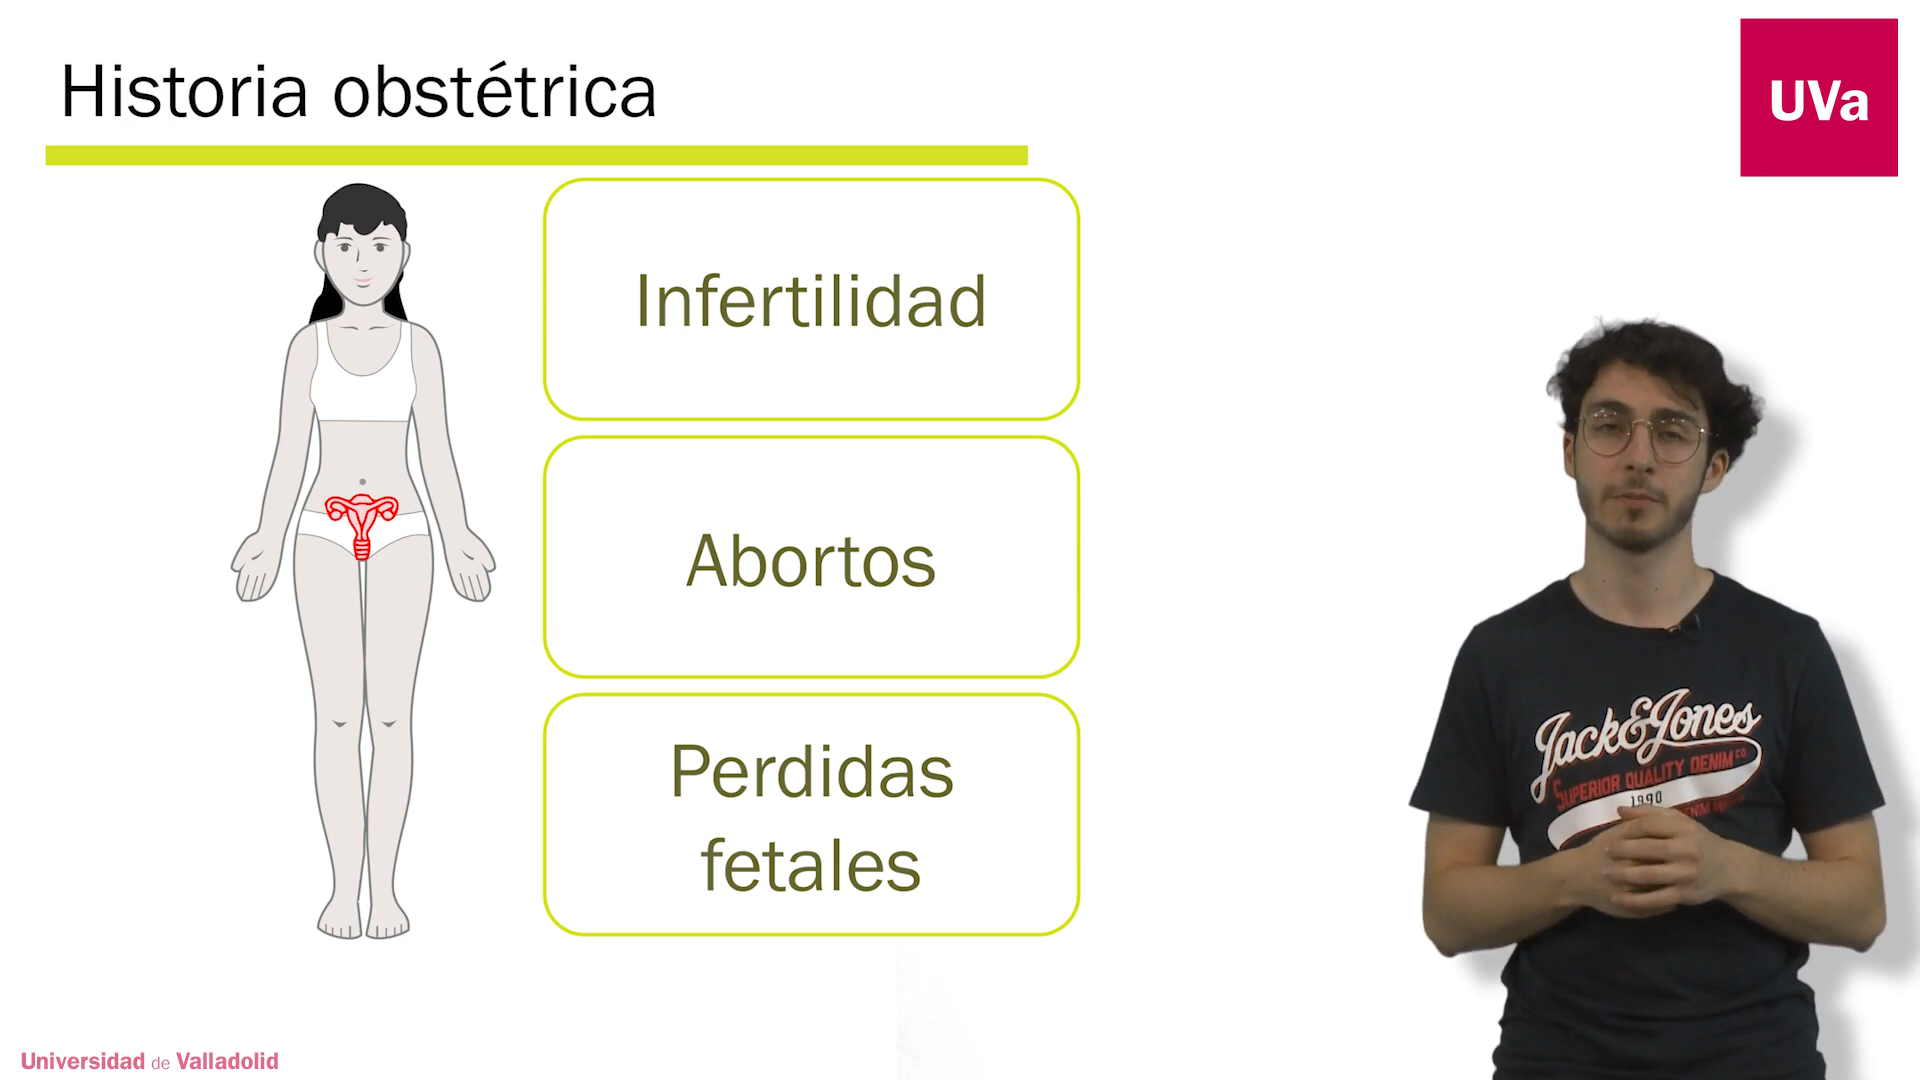 Historia obstétrica
UVa
Infertilidad
Abortos
Perdidas
fetales
Jack&Jones
SUPERIOR QUALITY DENIM CO.
1990
Universidad de Valladolid